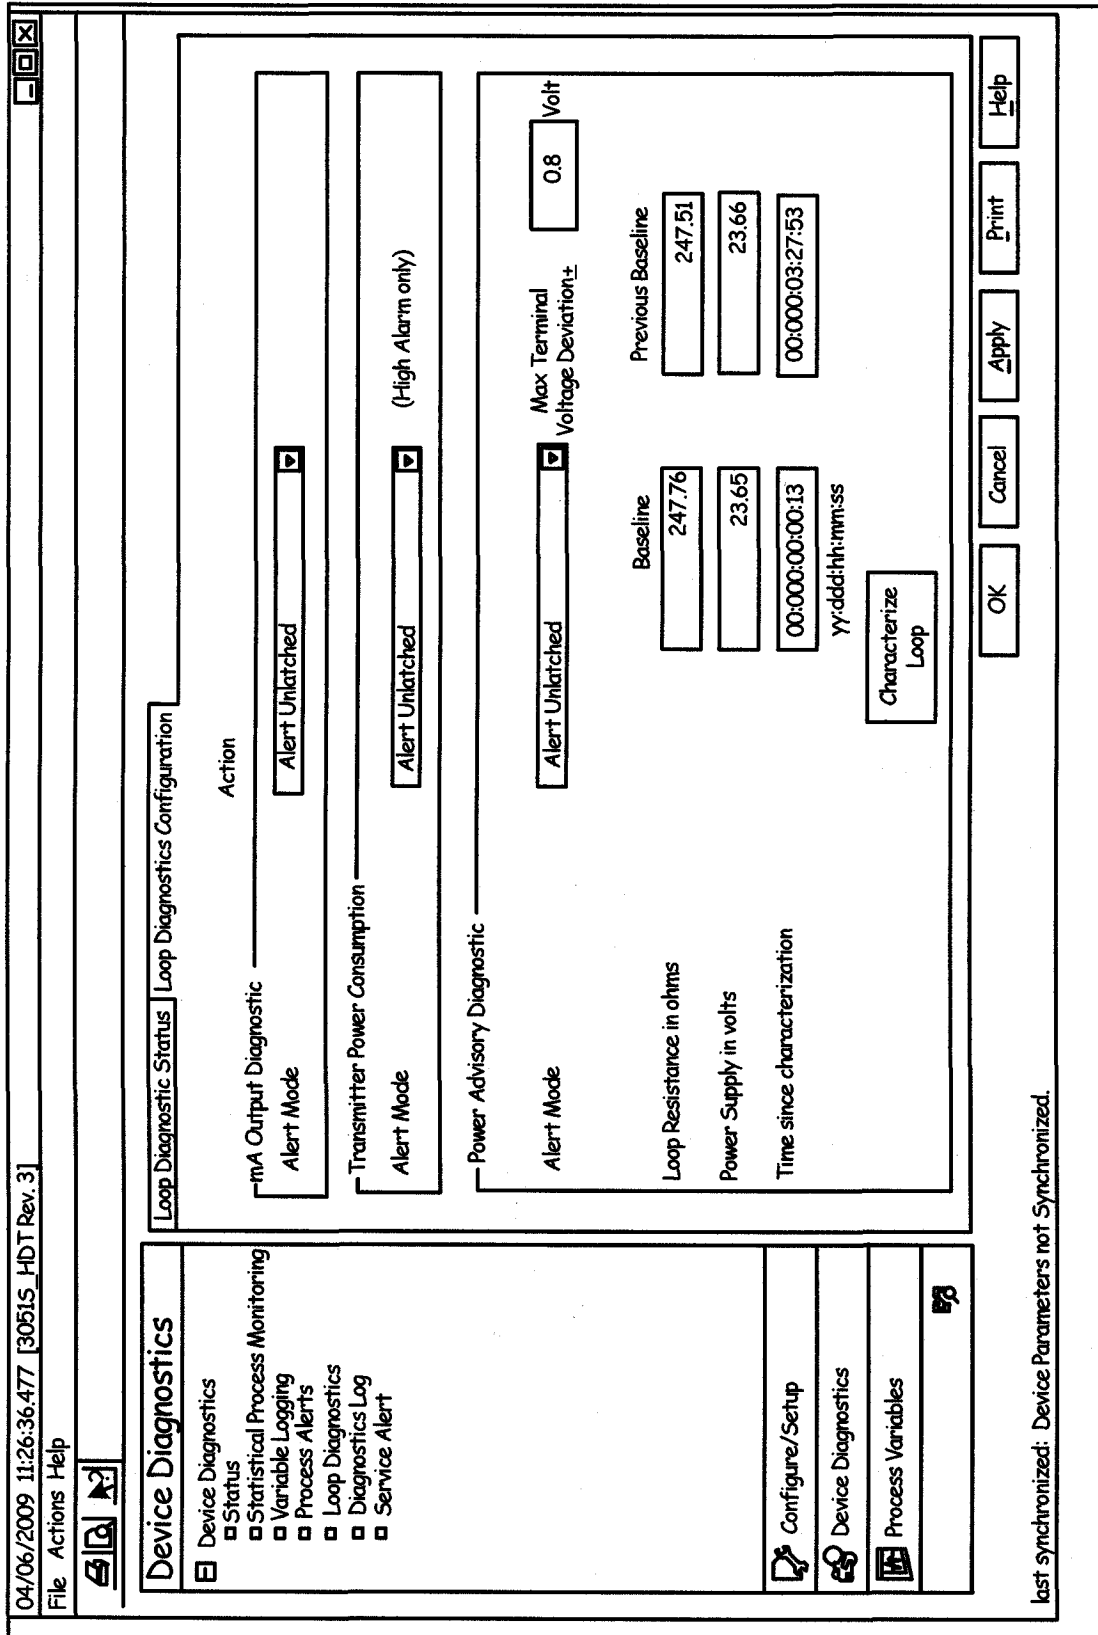 04/06/2009 11:26:36.477 [3051S_HDT Rev. 3]
File Actions Help
Device Diagnostics
Device Diagnostics
Status
Statistical Process Monitoring
Variable Logging
Process Alerts
Loop Diagnostics
Diagnostics Log
Service Alert
Configure/Setup
Device Diagnostics
Process Variables
Loop Diagnostic Status
Loop Diagnostics Configuration
Action
mA Output Diagnostic
Alert Mode
Alert Unlatched
Transmitter Power Consumption
Alert Mode
Alert Unlatched
(High Alarm only)
Power Advisory Diagnostic
Alert Mode
Alert Unlatched
Max Terminal
Voltage Deviation±
0.8
Volt
Baseline
Previous Baseline
Loop Resistance in ohms
247.76
247.51
Power Supply in volts
23.65
23.66
Time since characterization
00:000:00:00:13
00:000:03:27:53
yy:ddd:hh:mm:ss
Characterize
Loop
OK
Cancel
Apply
Print
Help
last synchronized: Device Parameters not Synchronized.